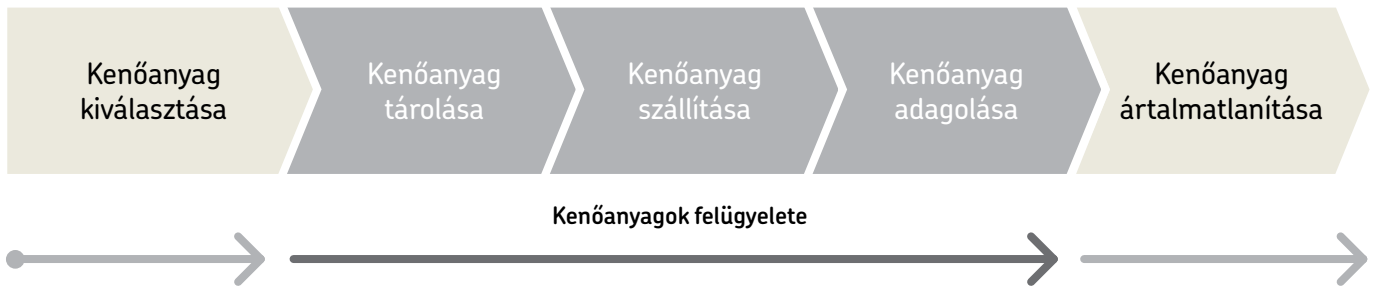 Kenőanyag
kiválasztása
Kenőanyag
tárolása
Kenőanyag
szállítása
Kenőanyag
adagolása
Kenőanyag
ártalmatlanítása
Kenőanyagok felügyelete